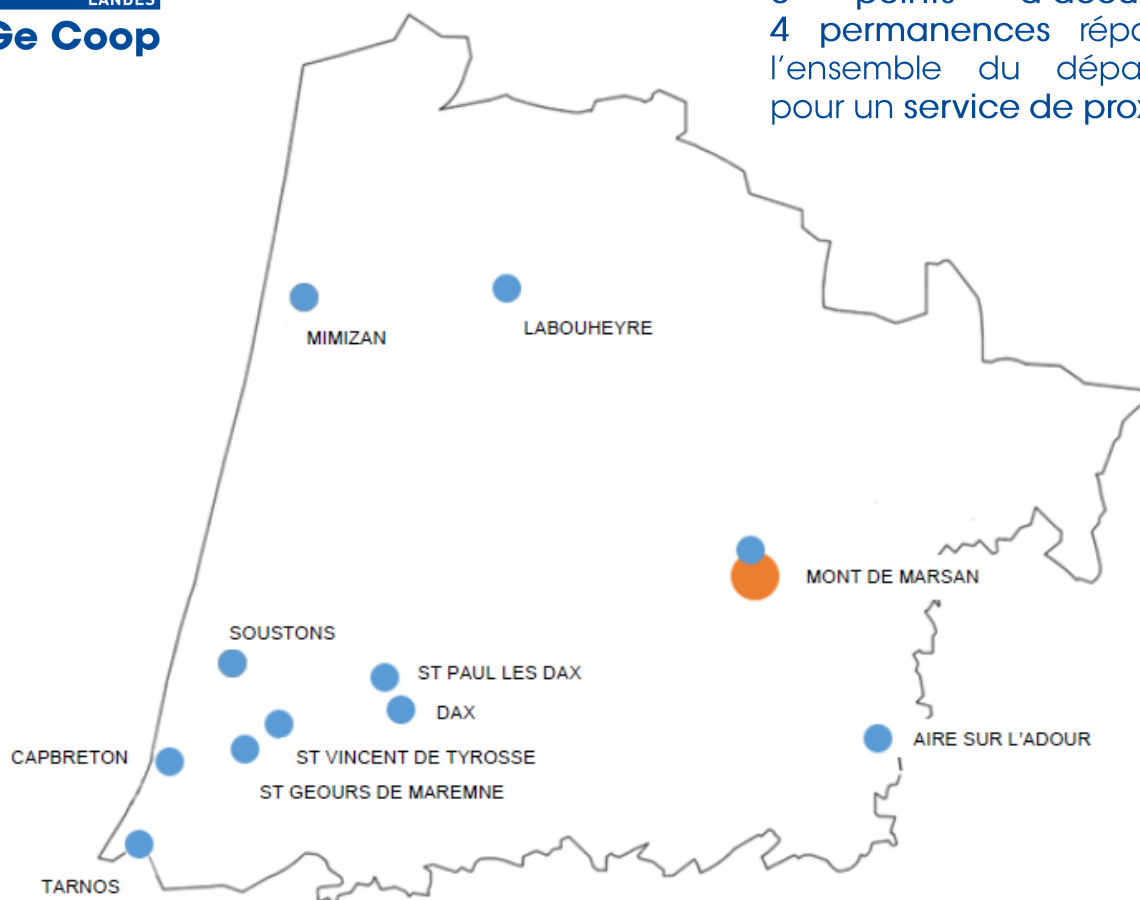 LANDES
Ge Coop
4 permanences
l'ensemble du
pour un service de
MIMIZAN
LABOUHEYRE
MONT DE MARSAN
SOUSTONS
ST PAUL LES DAX
DAX
CAPBRETON
ST VINCENT DE TYROSSE
AIRE SUR L'ADOUR
ST GEOURS DE MAREMNE
TARNOS